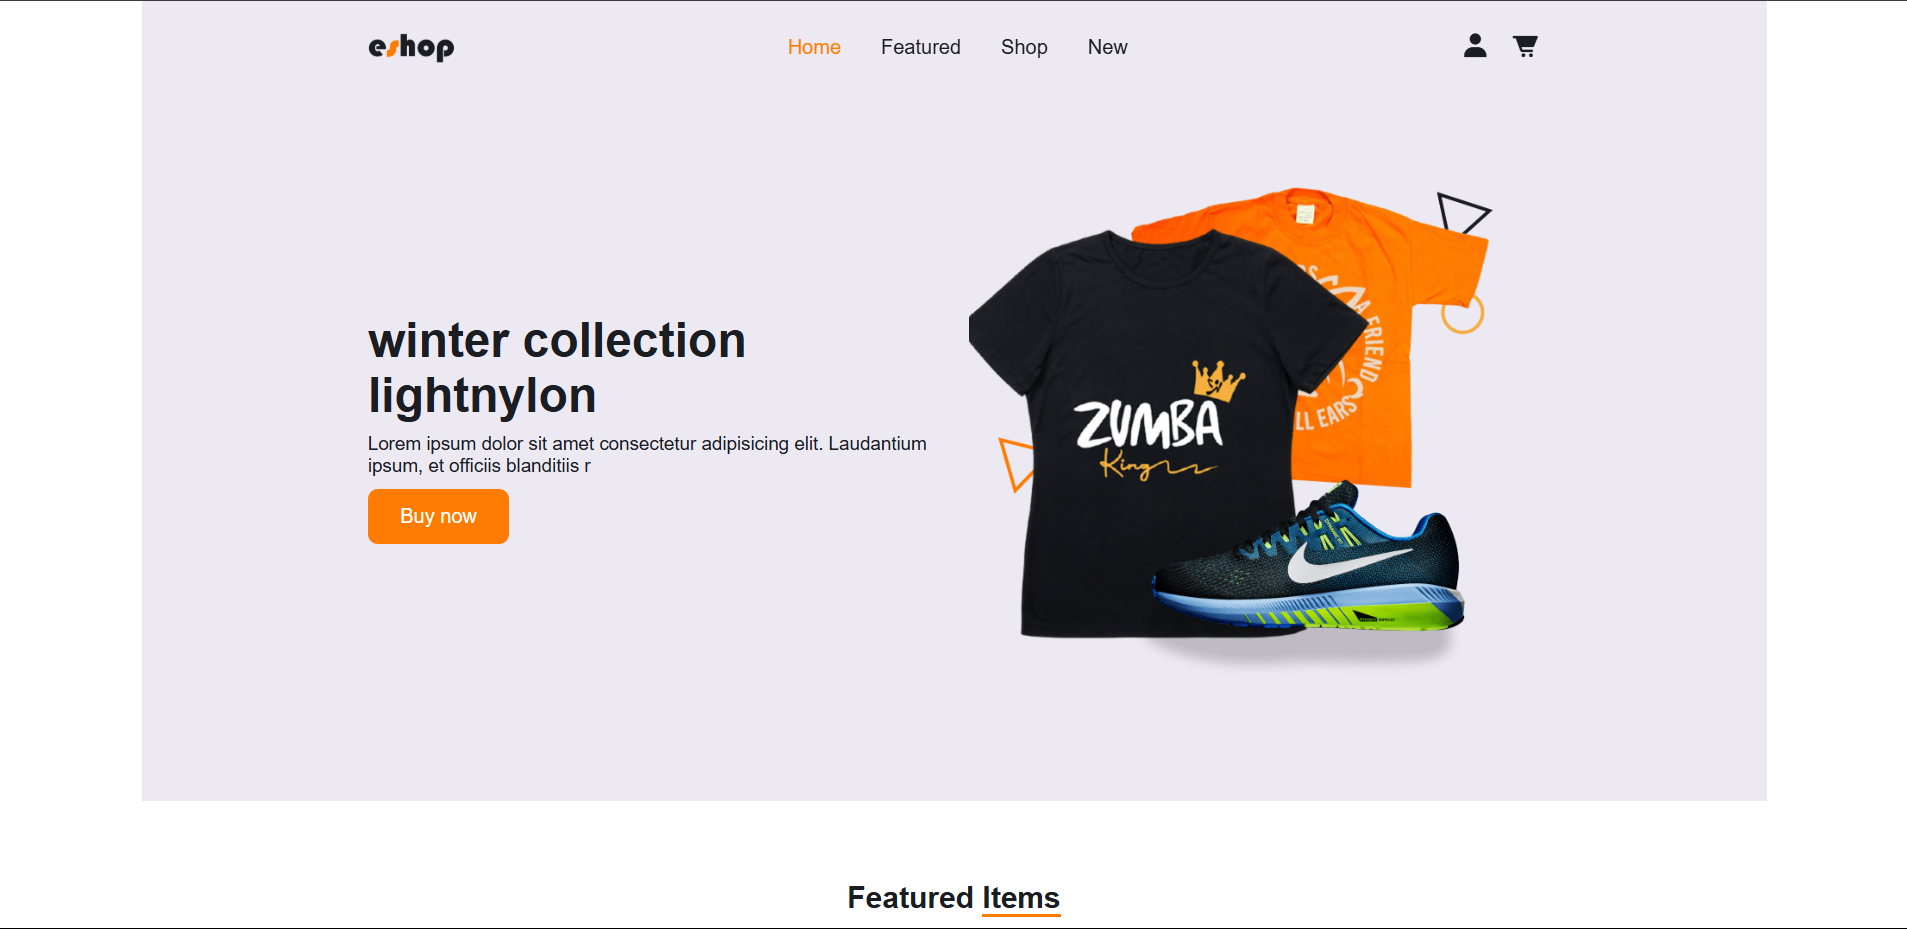 eshop
Home Featured Shop New
winter collection
lightnylon
Lorem ipsum dolor sit amet consectetur adipisicing elit. Laudantium
ipsum, et officiis blanditiis r
Buy now
A FRIEND
LL EARS
ZUMBA
King
Featured Items